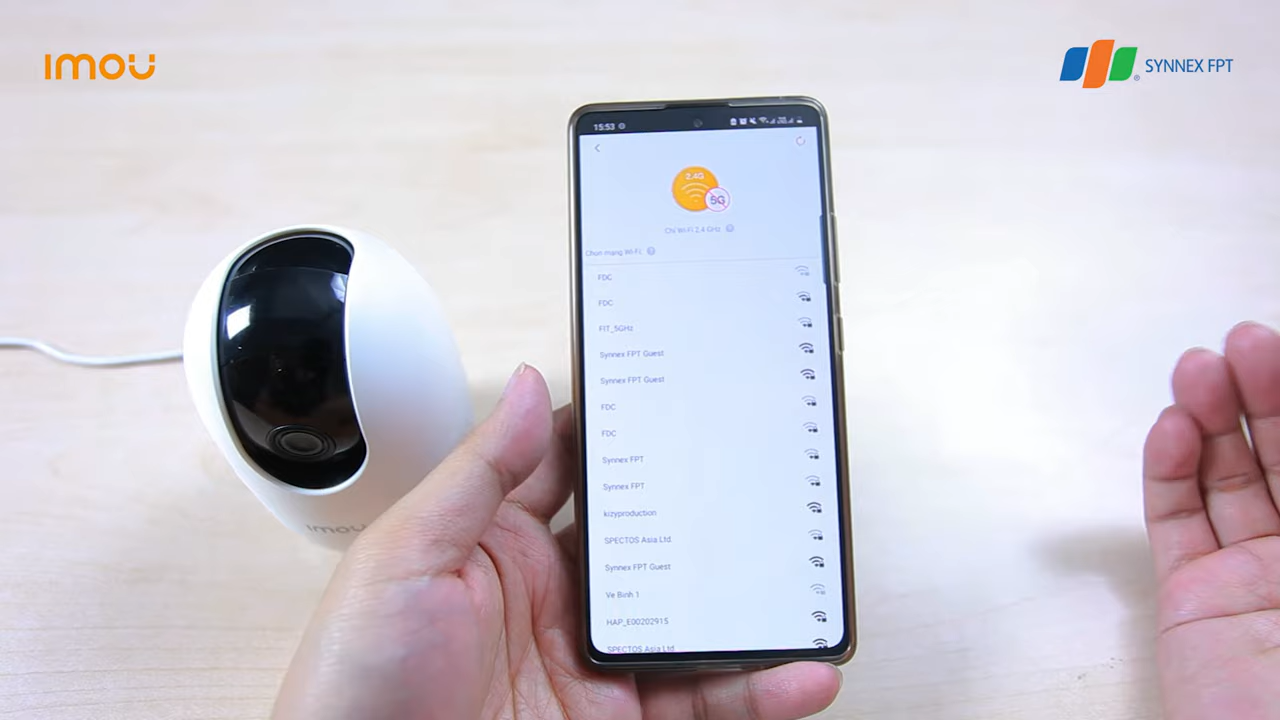 imou
SYNNEX FPT
15:53
2.4G
5G
Chỉ Wi-Fi 2,4 GHz
Chọn mạng Wi-Fi:
FDC
FDC
FIT_5GHz
Synnex FPT Guest
Synnex FPT Guest
FDC
FDC
Synnex FPT
Synnex FPT
kizyproduction
SPECTOS Asia Ltd
Synnex FPT Guest
Ve Binh 1
HAP_E00202915
SPECTOS Asia Ltd
imou